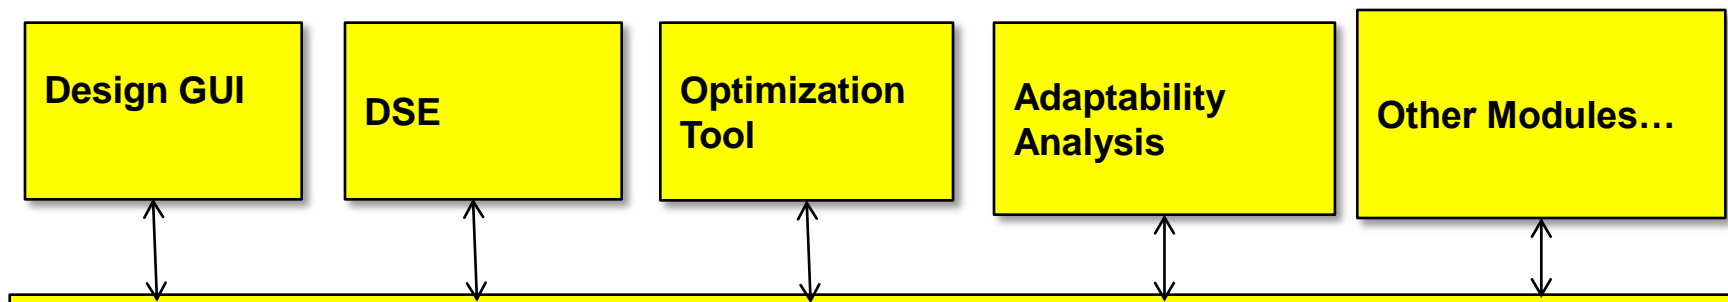 Design GUI
DSE
Optimization
Tool
Adaptability
Analysis
Other Modules…